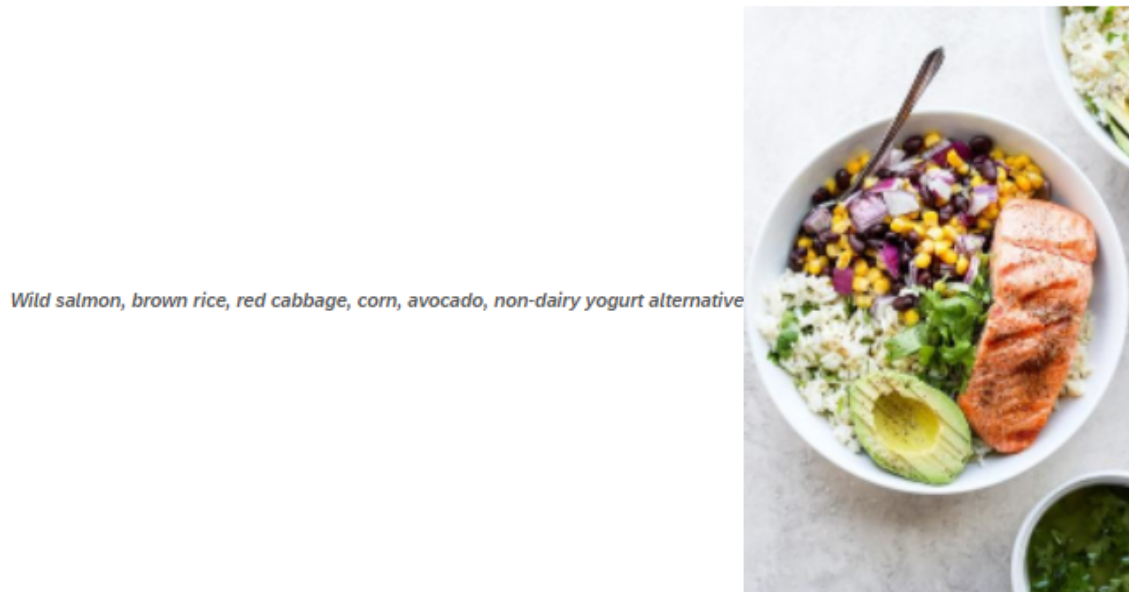 Wild salmon, brown rice, red cabbage, corn, avocado, non-dairy yogurt alternative